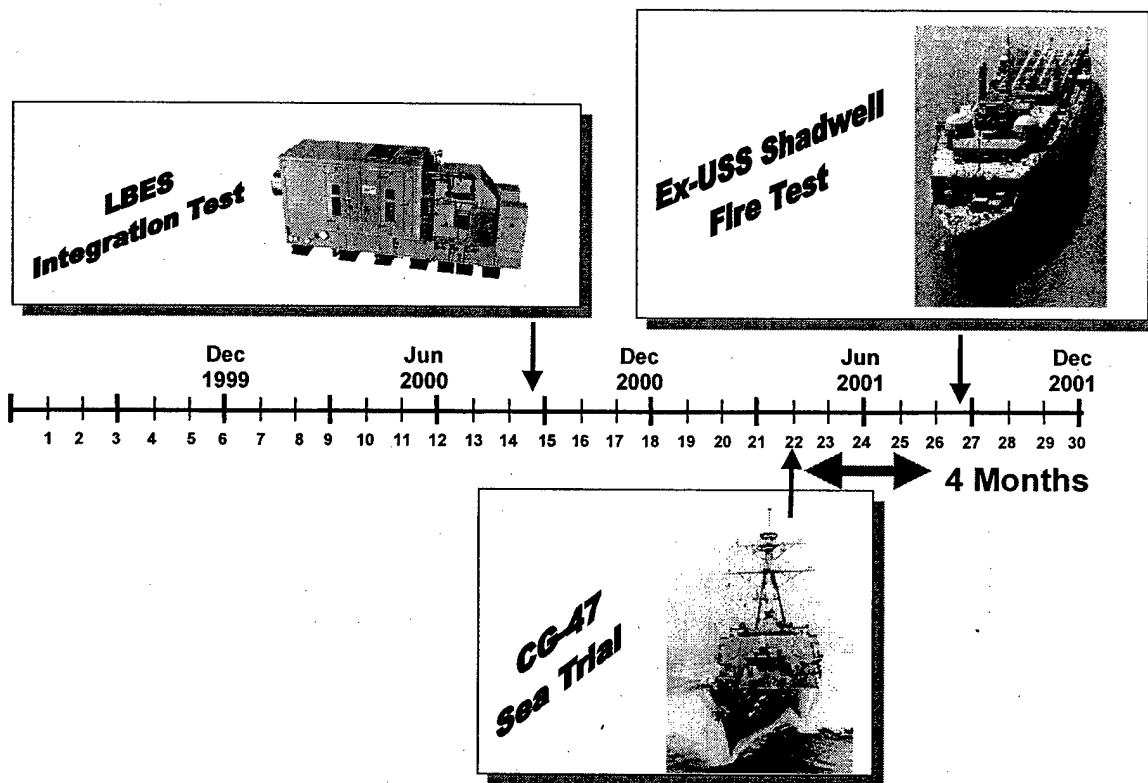 LBES
Integration Test
Ex-USS Shadwell
Fire Test
Dec
1999
Jun
2000
Dec
2000
Jun
2001
Dec
2001
1 2 3 4 5 6 7 8 9 10 11 12 13 14 15 16 17 18 19 20 21 22 23 24 25 26 27 28 29 30
4 Months
CG-47
Sea Trial